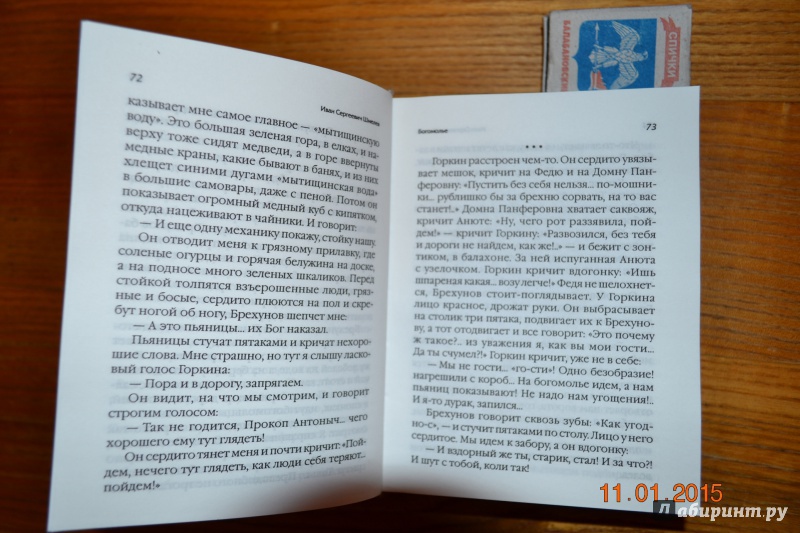 72
Иван Сергеевич Шмелев
казывает мне самое главное — «мытищинскую
воду». Это большая зеленая гора, в елках, и на-
верху тоже сидят медведи, а в горе ввернуты
медные краны, какие бывают в банях, и из них
хлещет синими дугами «мытищинская вода»
в большие самовары, даже с пеной. Потом он
показывает огромный медный куб с кипятком,
откуда нацеживают в чайники. И говорит:
— И еще одну механику покажу, стойку нашу.
Он отводит меня к грязному прилавку, где
соленые огурцы и горячая белужина на доске,
а на подносе много зеленых шкаликов. Перед
стойкой толпятся взъерошенные люди, гряз-
ные и босые, сердито плюются на пол и скре-
бут ногой об ногу, Брехунов шепчет мне:
— А это пьяницы... их Бог наказал.
Пьяницы стучат пятаками и кричат нехоро-
шие слова. Мне страшно, но тут я слышу ласко-
вый голос Горкина:
— Пора и в дорогу, запрягаем.
Он видит, на что мы смотрим, и говорит
строгим голосом:
— Так не годится, Прокоп Антоныч... чего
хорошего ему тут глядеть!
Он сердито тянет меня и почти кричит: «Пой-
дем, нечего тут глядеть, как люди себя теряют...
пойдем!»
Богомолье
73
•••
Горкин расстроен чем-то. Он сердито увязы-
вает мешок, кричит на Федю и на Домну Пан-
феровну: «Пустить без себя нельзя... по-мошни-
ки.. рублишко бы за брехню сорвать, на то вас
станет!..» Домна Панферовна хватает саквояж,
кричит Анюте: «Ну, чего рот раззявила, пой-
дем!» — кричит Горкину: «Развозился, без тебя
и дороги не найдем, как же!..» — и бежит с зон-
тиком, в балахоне. За ней испуганная Анюта
с узелочком. Горкин кричит вдогонку: «Ишь
шпареная какая... возу легче!» Федя не шелохнет-
ся, Брехунов стоит-поглядывает. У Горкина
лицо красное, дрожат руки. Он выбрасывает
на столик три пятака, подвигает их к Брехуно-
ву, а тот отодвигает и все говорит: «Это почему
ж такое?.. из уважения я, как вы мои гости...
Да ты счумел?!» Горкин кричит, уже не в себе:
— Мы не гости... «го-сти»! Одно безобразие!
нагрешили с короб... На богомолье идем, а нам
пьяниц показывают! Не надо нам угощения!..
И я-то дурак, запился...
Брехунов говорит сквозь зубы: «Как угод-
но-с», — и стучит пятаками по столу. Лицо у него
сердитое. Мы идем к забору, а он вдогонку:
— И вздорный же ты, старик, стал! И за что?!
И шут с тобой, коли так!
СПИЧКИ
БАЛАБАНОВСКИЕ
11.01.2015
Лабиринт.ру